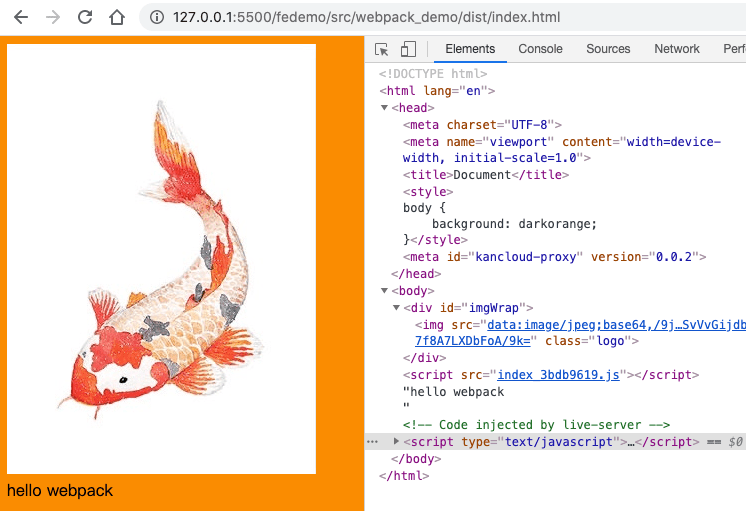 127.0.0.1:5500/fedemo/src/webpack_demo/dist/index.html
Elements Console Sources Network Perf
<!DOCTYPE html>
<html lang="en">
<head>
<meta charset="UTF-8">
<meta name="viewport" content="width=device-
width, initial-scale=1.0">
<title>Document</title>
<style>
body {
background: darkorange;
}</style>
<meta id="kancloud-proxy" version="0.0.2">
</head>
<body>
<div id="imgWrap">
<img src="data:image/jpeg;base64,/9j…SvVvGijdb
7f8A7LXDbFoA/9k=" class="logo">
</div>
<script src="index_3bdb9619.js"></script>
"hello webpack
"
<!-- Code injected by live-server -->
… <script type="text/javascript">…</script> == $0
</body>
</html>
hello webpack